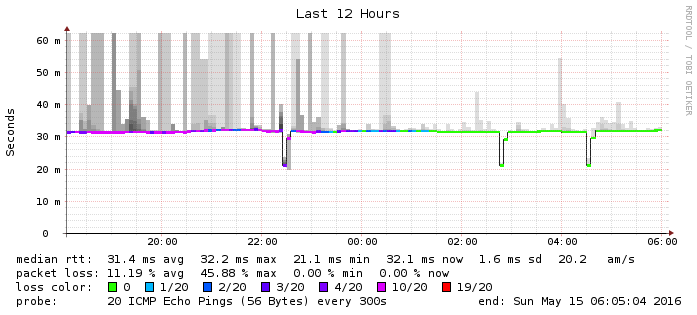 Last 12 Hours
RRDTOOL / TOBI OETIKER
Seconds
60 m
50 m
40 m
30 m
20 m
10 m
0
20:00 22:00 00:00 02:00 04:00 06:00
median rtt: 31.4 ms avg 32.2 ms max 21.1 ms min 32.1 ms now 1.6 ms sd 20.2 am/s
packet loss: 11.19 % avg 45.88 % max 0.00 % min 0.00 % now
loss color: 0 1/20 2/20 3/20 4/20 10/20 19/20
probe: 20 ICMP Echo Pings (56 Bytes) every 300s end: Sun May 15 06:05:04 2016